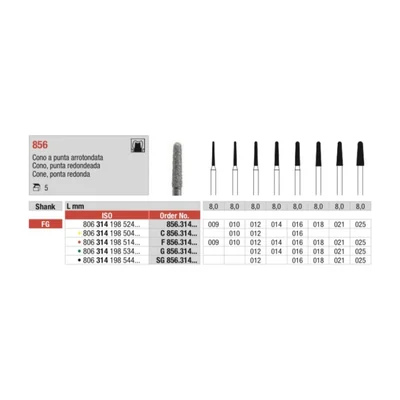 856
Cono a punta arrotondata
Cono, punta redondeada
Cone, punta redonda
5
Shank L mm 8,0 8,0 8,0 8,0 8,0 8,0 8,0 8,0
ISO Order No.
FG 806 314 198 524... 856.314... 009 010 012 014 016 018 021 025
806 314 198 504... C 856.314... 010 012 016
806 314 198 514... F 856.314... 009 010 012 014 016 018 021 025
806 314 198 534... G 856.314... 012 014 016 018 021 025
806 314 198 544... SG 856.314... 012 016 018 021 025